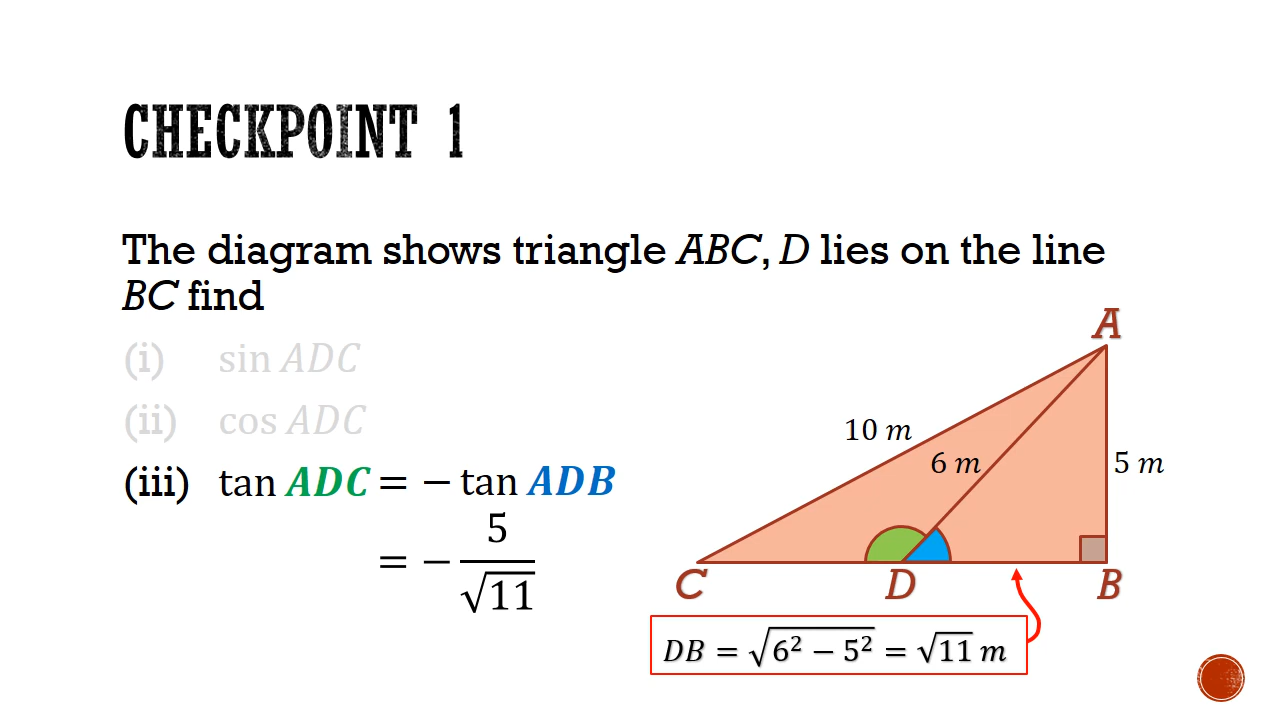 CHECKPOINT 1
The diagram shows triangle ABC, D lies on the line
BC find
(i) sin ADC
(ii) cos ADC
(iii) tan ADC = − tan ADB
= − 5/√11
A
10 m
6 m
5 m
C
D
B
DB = √(6² − 5²) = √11 m